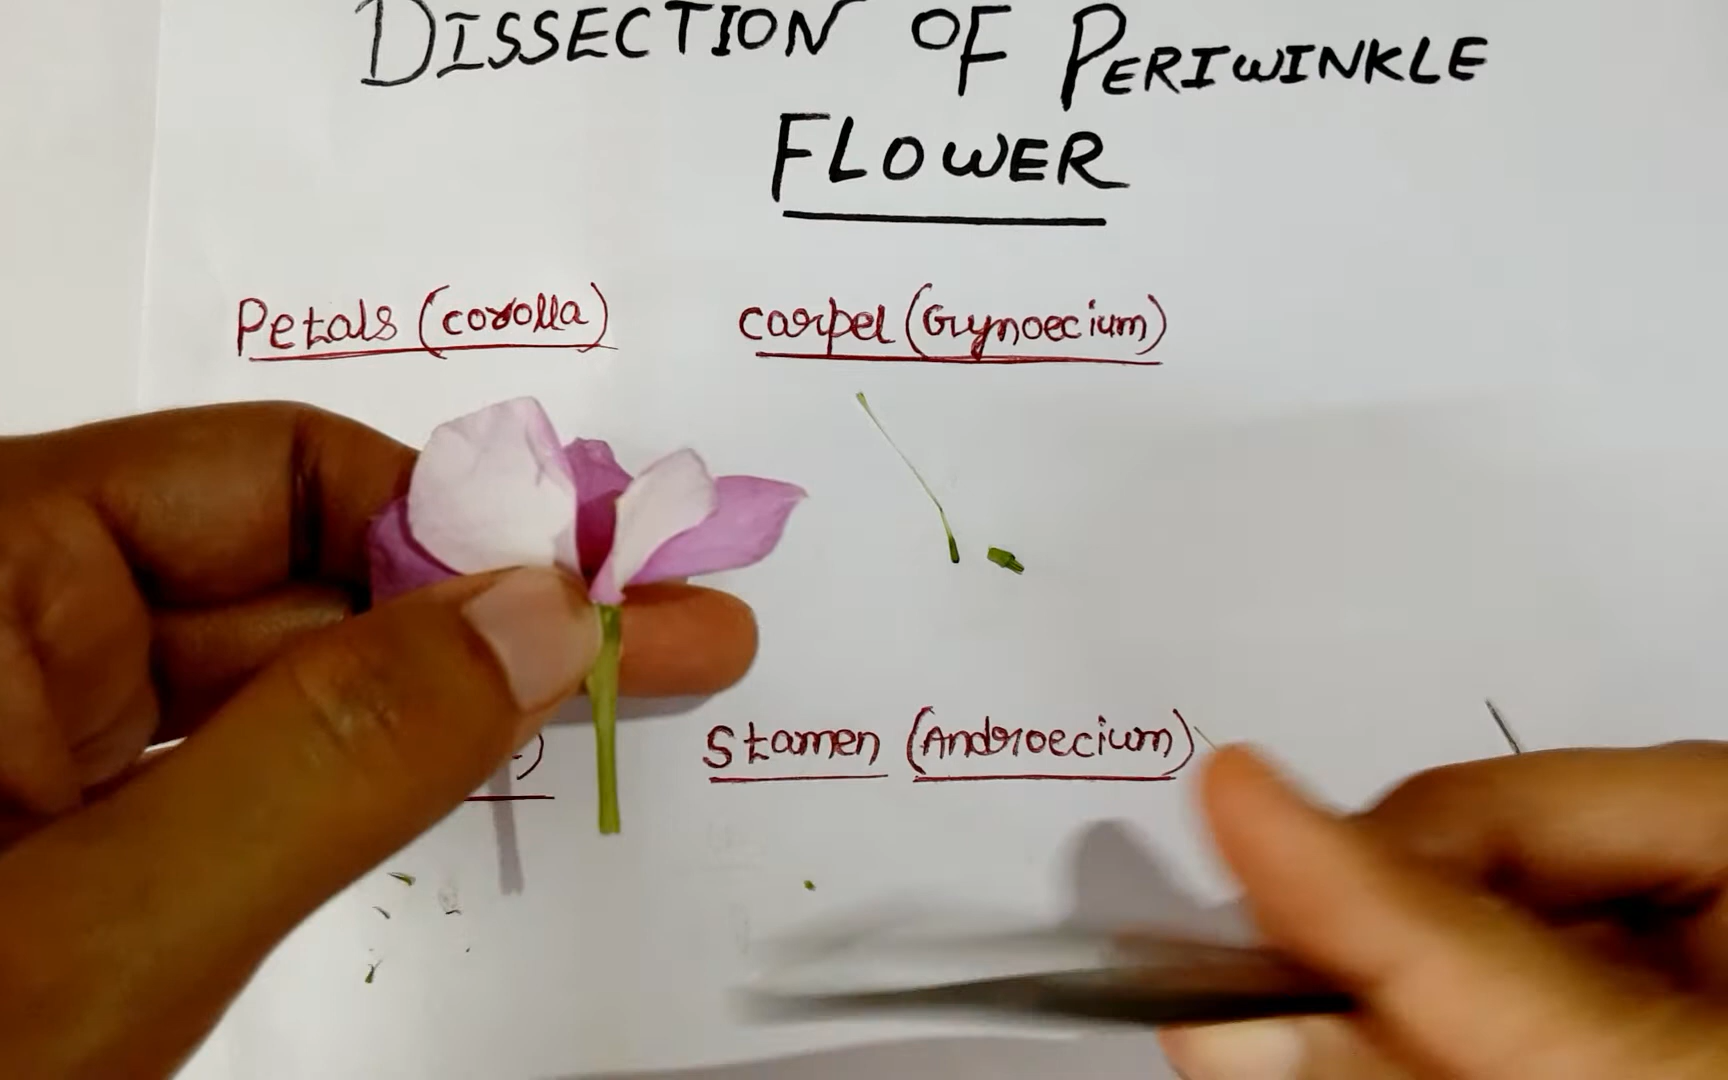 DISSECTION OF PERIWINKLE
FLOWER
Petals (corolla)
carpel (Gynoecium)
Stamen (Androecium)